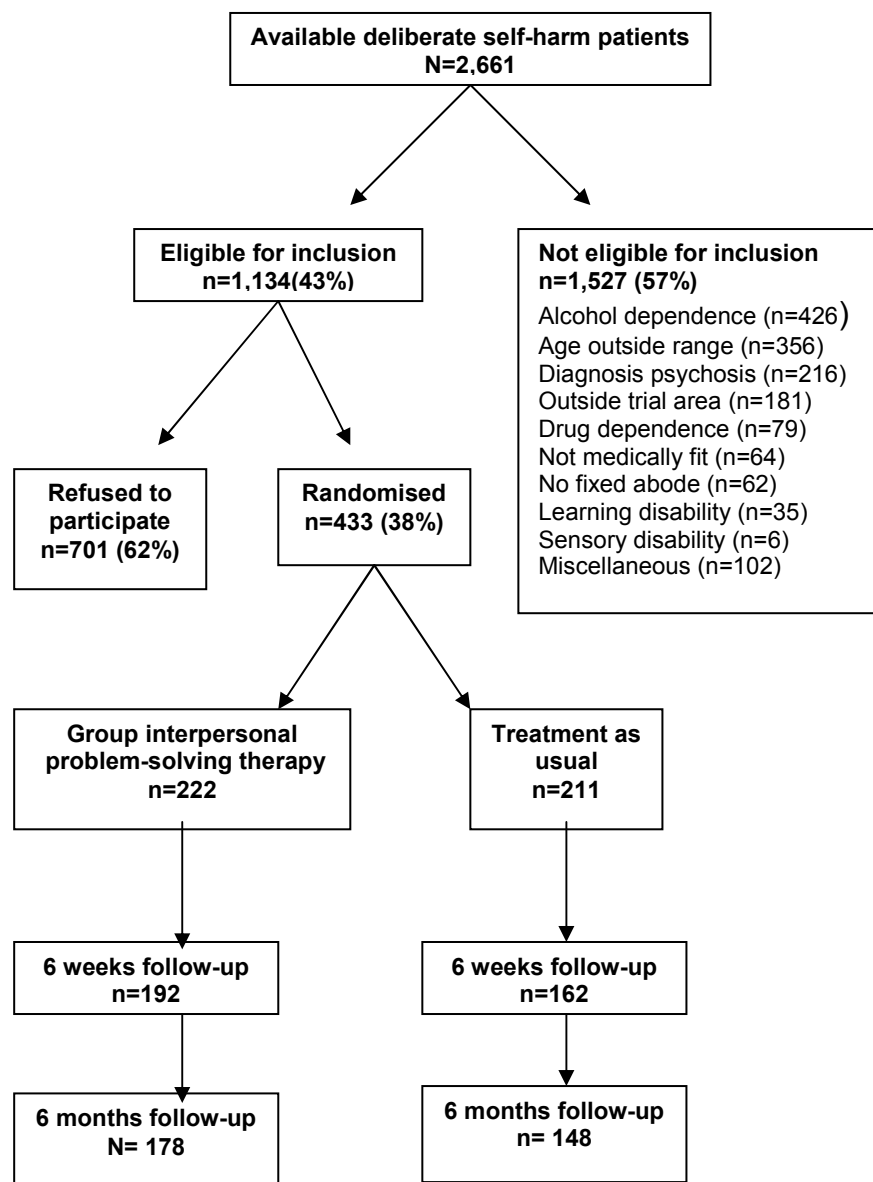 Available deliberate self-harm patients
N=2,661
Eligible for inclusion
n=1,134(43%)
Not eligible for inclusion
n=1,527 (57%)
Alcohol dependence (n=426)
Age outside range (n=356)
Diagnosis psychosis (n=216)
Outside trial area (n=181)
Drug dependence (n=79)
Not medically fit (n=64)
No fixed abode (n=62)
Learning disability (n=35)
Sensory disability (n=6)
Miscellaneous (n=102)
Refused to
participate
n=701 (62%)
Randomised
n=433 (38%)
Group interpersonal
problem-solving therapy
n=222
Treatment as
usual
n=211
6 weeks follow-up
n=192
6 weeks follow-up
n=162
6 months follow-up
N= 178
6 months follow-up
n= 148